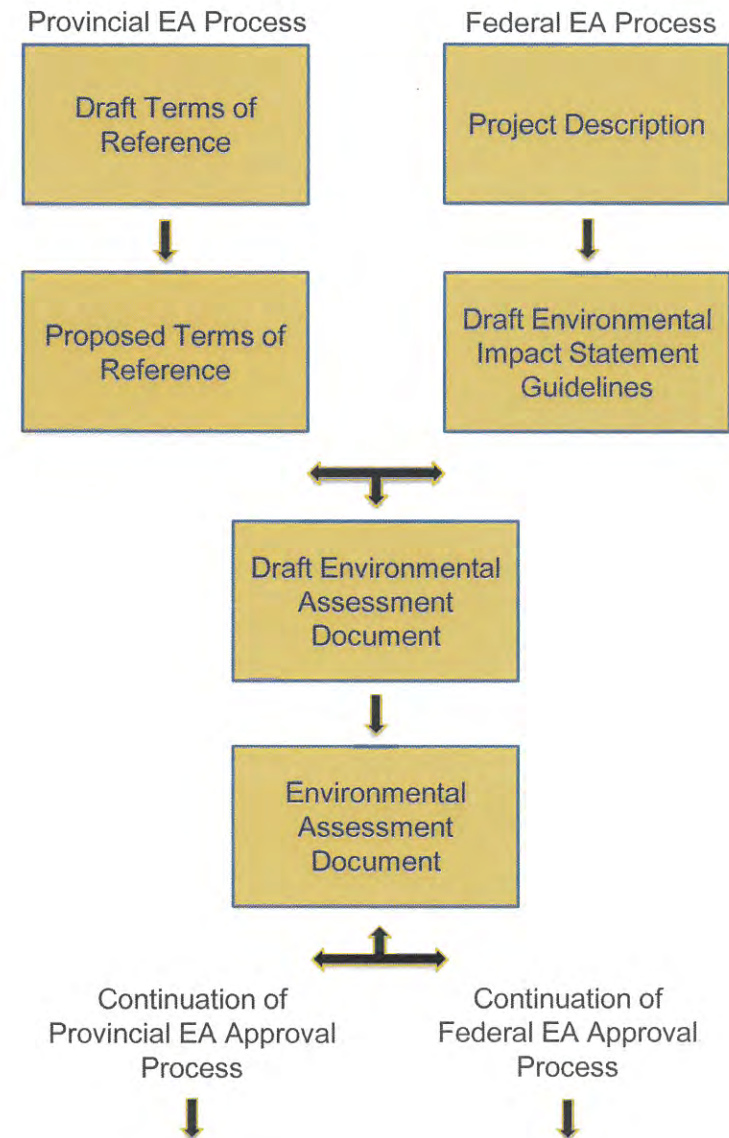 Provincial EA Process
Federal EA Process
Draft Terms of
Reference
Project Description
Proposed Terms of
Reference
Draft Environmental
Impact Statement
Guidelines
Draft Environmental
Assessment
Document
Environmental
Assessment
Document
Continuation of
Provincial EA Approval
Process
Continuation of
Federal EA Approval
Process